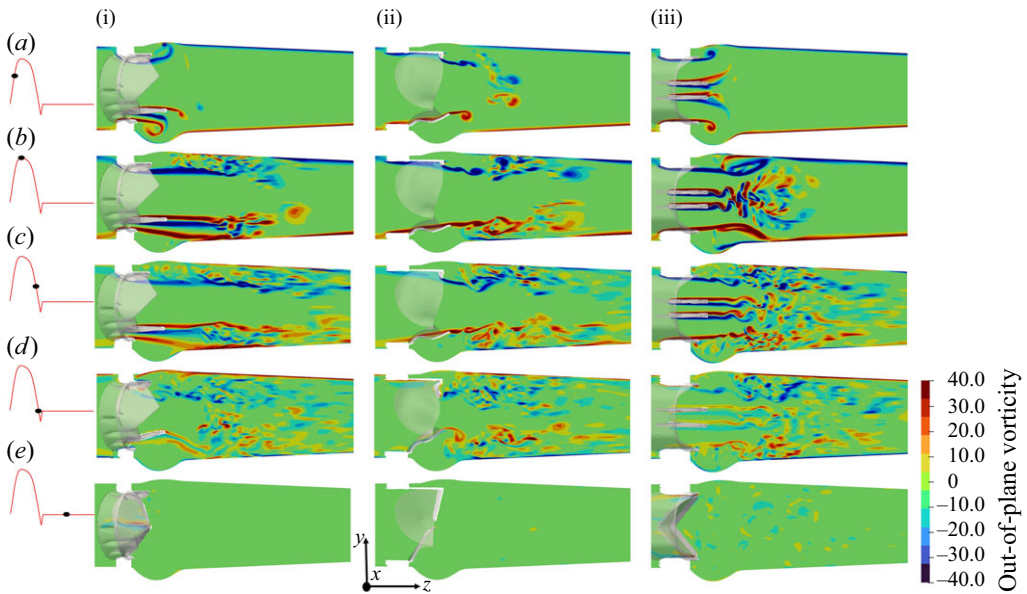 (i) (ii) (iii)
(a)
(b)
(c)
(d)
(e)
y
x z
40.0
30.0
20.0
10.0
0
−10.0
−20.0
−30.0
−40.0
Out-of-plane vorticity